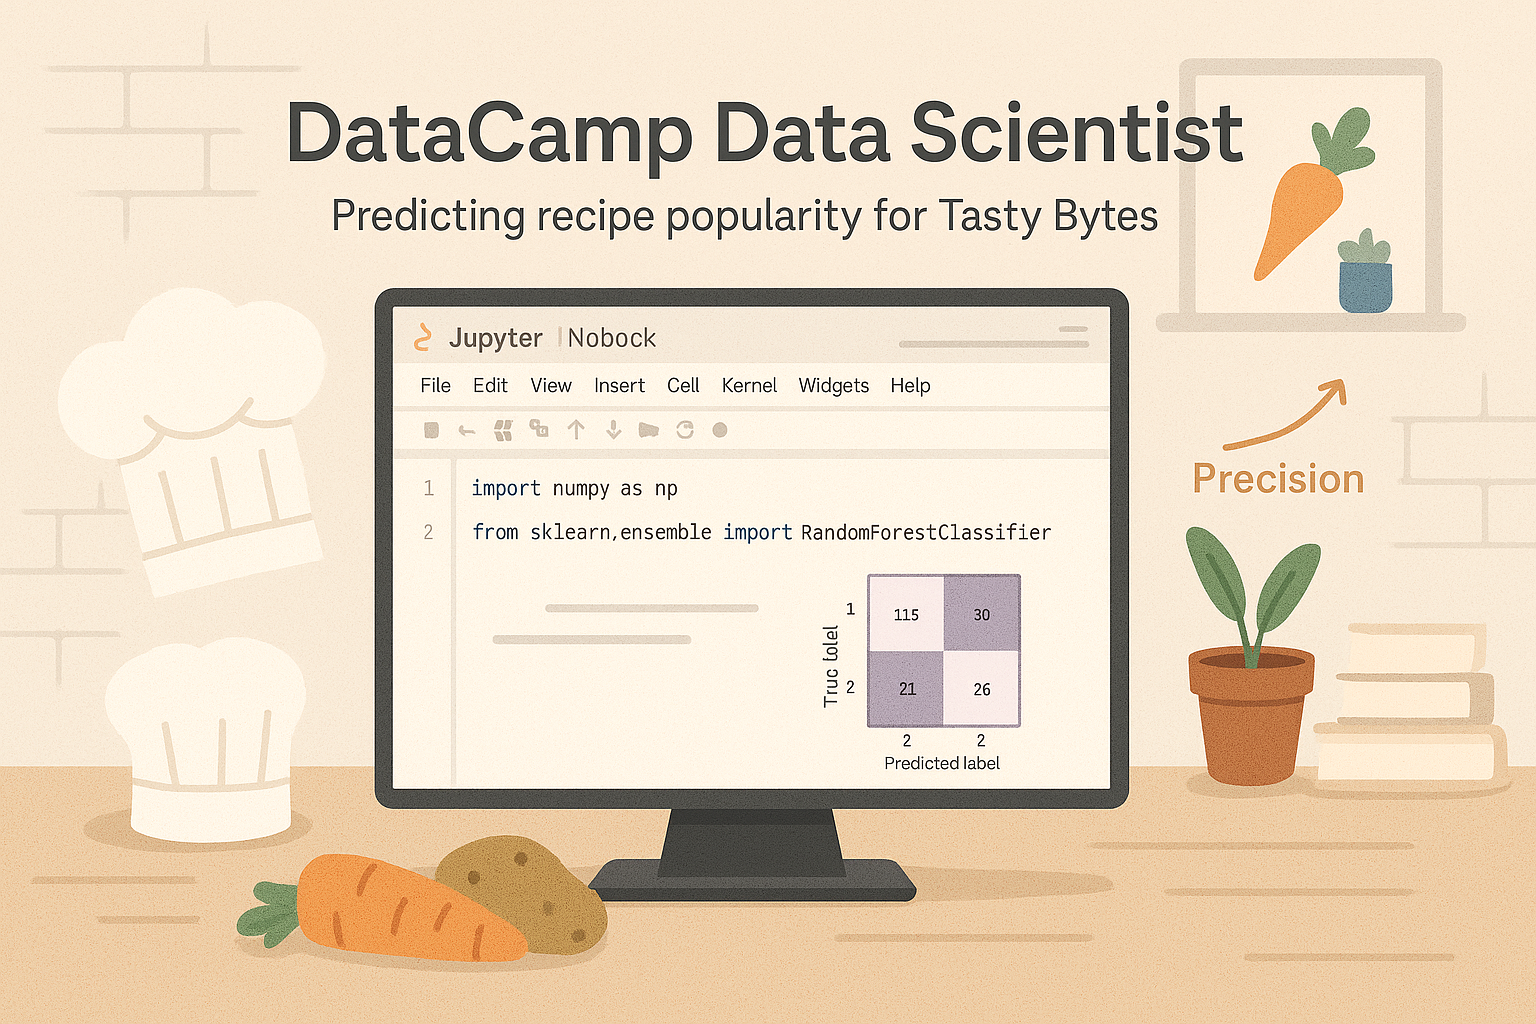 DataCamp Data Scientist
Predicting recipe popularity for Tasty Bytes
Jupyter | Nobock
File Edit View Insert Cell Kernel Widgets Help
1 import numpy as np
2 from sklearn,ensemble import RandomForestClassifier
Truc lolel
1 115 30
2 21 26
2 2
Predicted label
Precision